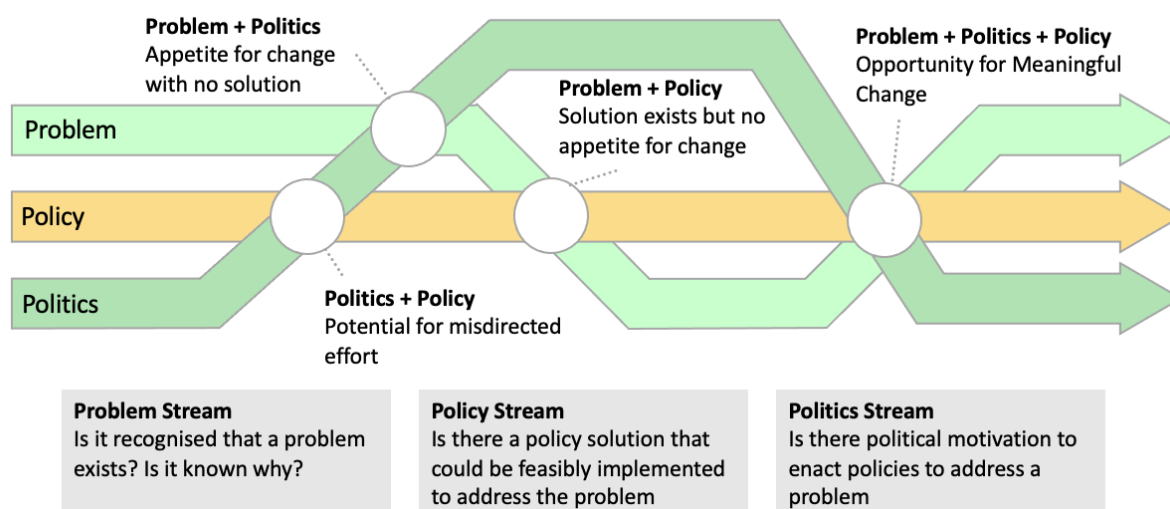 Problem + Politics
Appetite for change
with no solution
Problem + Politics + Policy
Opportunity for Meaningful
Change
Problem + Policy
Solution exists but no
appetite for change
Problem
Policy
Politics
Politics + Policy
Potential for misdirected
effort
Problem Stream
Is it recognised that a problem
exists? Is it known why?
Policy Stream
Is there a policy solution that
could be feasibly implemented
to address the problem
Politics Stream
Is there political motivation to
enact policies to address a
problem